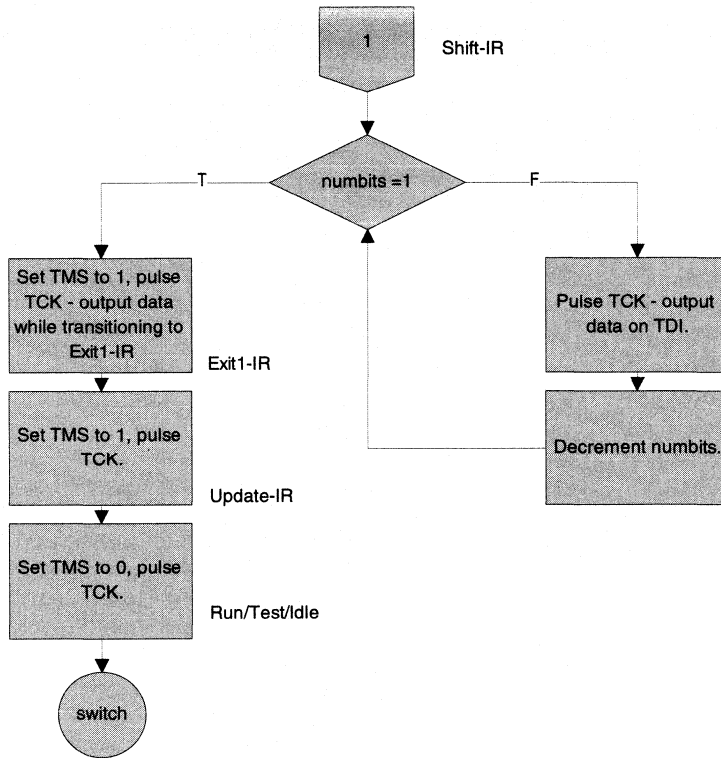 1
Shift-IR
numbits =1
T
F
Set TMS to 1, pulse
TCK - output data
while transitioning to
Exit1-IR
Exit1-IR
Pulse TCK - output
data on TDI.
Set TMS to 1, pulse
TCK.
Update-IR
Decrement numbits.
Set TMS to 0, pulse
TCK.
Run/Test/Idle
switch